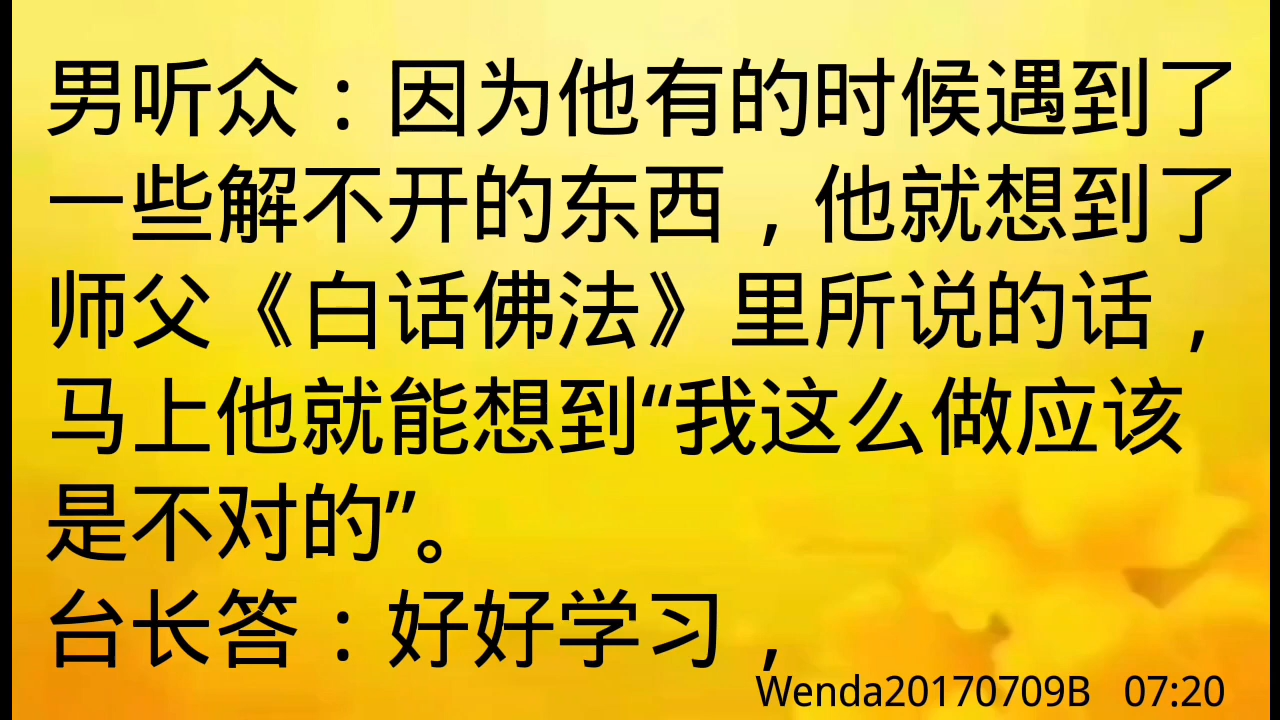 男听众：因为他有的时候遇到了
一些解不开的东西，他就想到了
师父《白话佛法》里所说的话，
马上他就能想到“我这么做应该
是不对的”。
台长答：好好学习，
Wenda20170709B 07:20